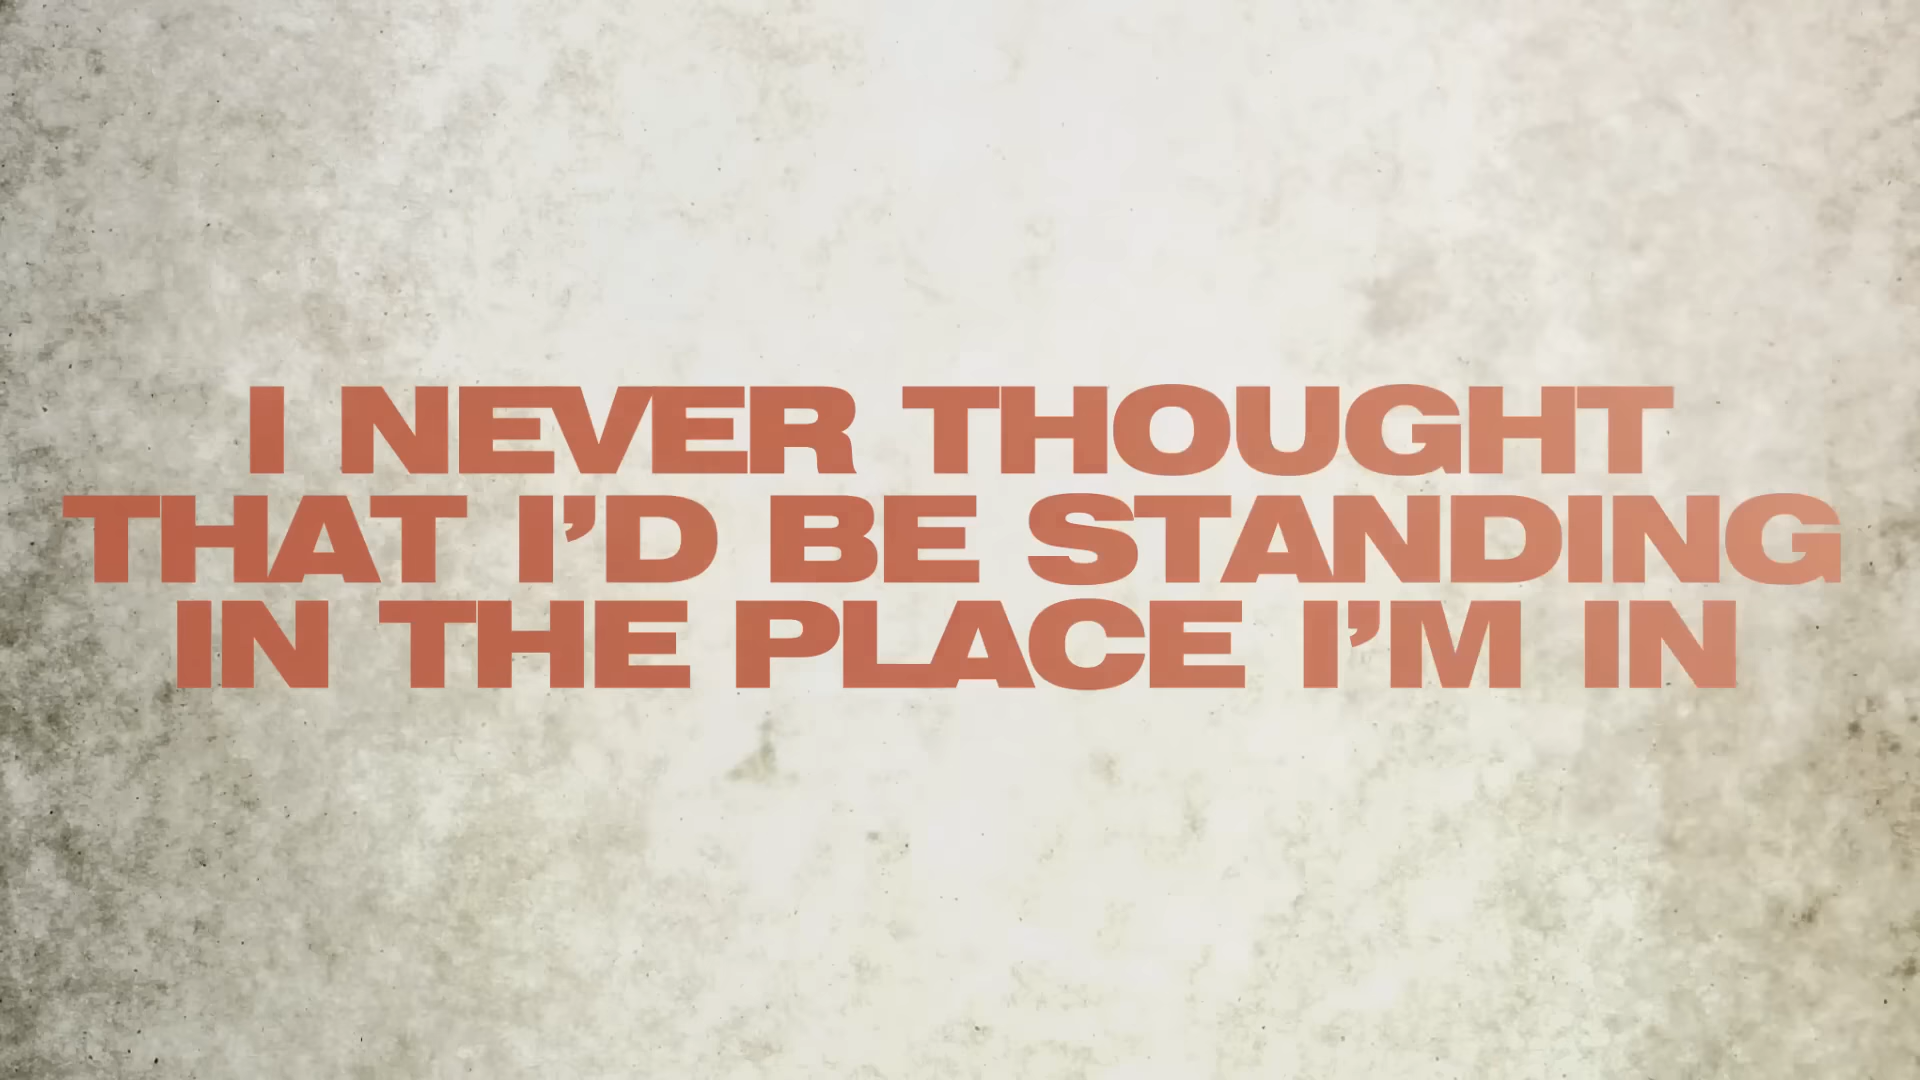 I NEVER THOUGHT
THAT I’D BE STANDING
IN THE PLACE I’M IN